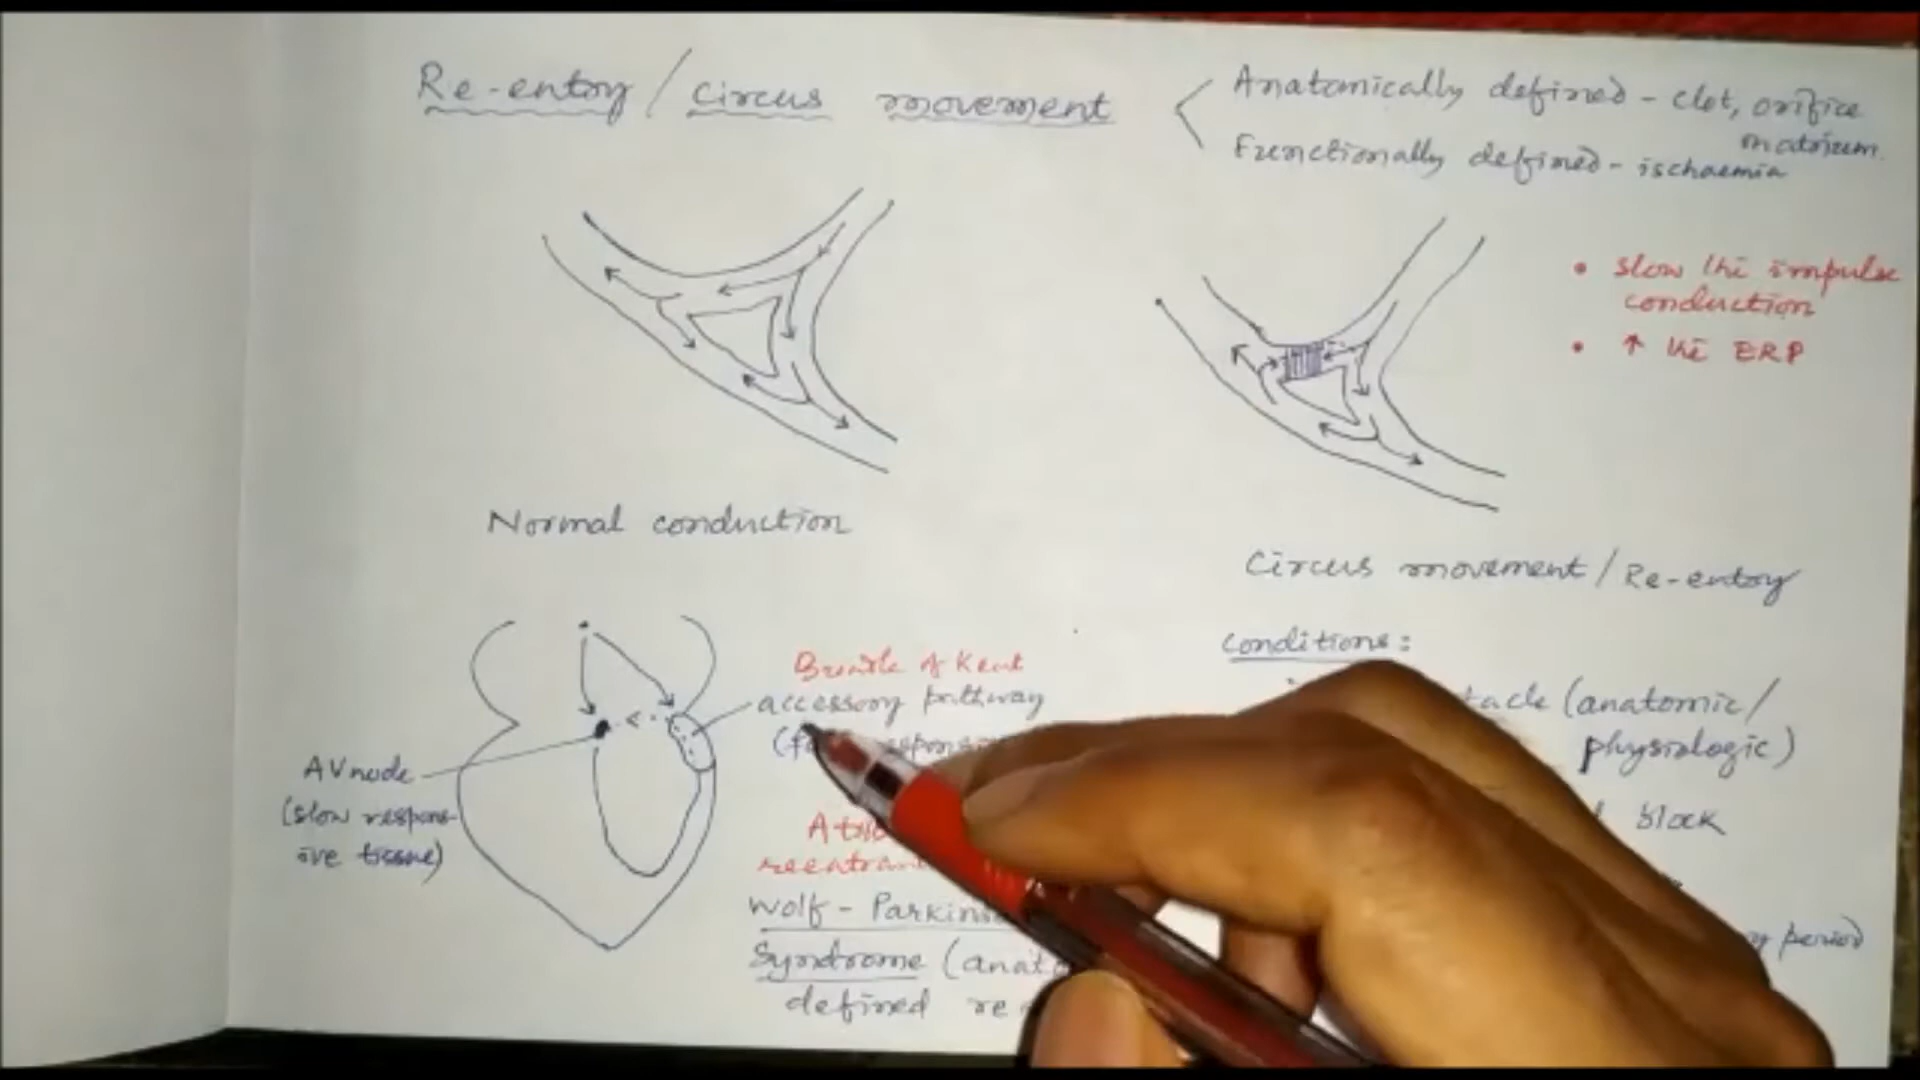 Re-entry / Circus movement
Anatomically defined - clot, orifice
Functionally defined - ischaemia
• Slow the impulse
conduction
• ↑ the ERP
Normal conduction
Circus movement / Re-entry
Conditions:
(anatomic/
physiologic)
block
period
Bundle of Kent
accessory pathway
AV node
(slow respons-
ive tissue)
Wolf - Parkins
Syndrome (anat
defined re